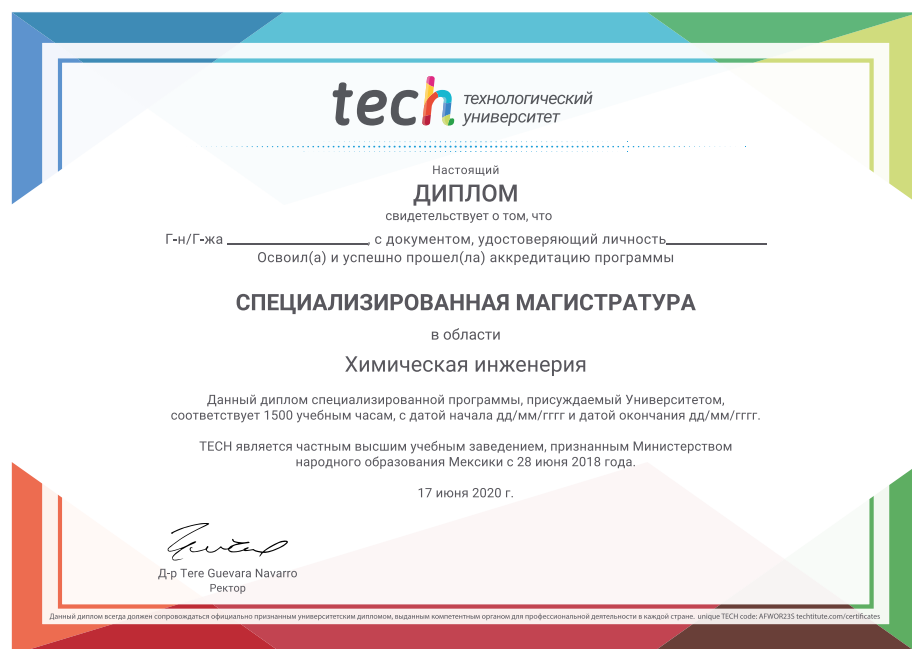 tech технологический
университет
Настоящий
ДИПЛОМ
свидетельствует о том, что
Г-н/Г-жа ____________________, с документом, удостоверяющий личность______________
Освоил(а) и успешно прошел(ла) аккредитацию программы
СПЕЦИАЛИЗИРОВАННАЯ МАГИСТРАТУРА
в области
Химическая инженерия
Данный диплом специализированной программы, присуждаемый Университетом,
соответствует 1500 учебным часам, с датой начала дд/мм/гггг и датой окончания дд/мм/гггг.
TECH является частным высшим учебным заведением, признанным Министерством
народного образования Мексики с 28 июня 2018 года.
17 июня 2020 г.
Д-р Tere Guevara Navarro
Ректор
Данный диплом всегда должен сопровождаться официально признанным университетским дипломом, выданным компетентным органом для профессиональной деятельности в каждой стране. unique TECH code: AFWOR23S techtitute.com/certificates